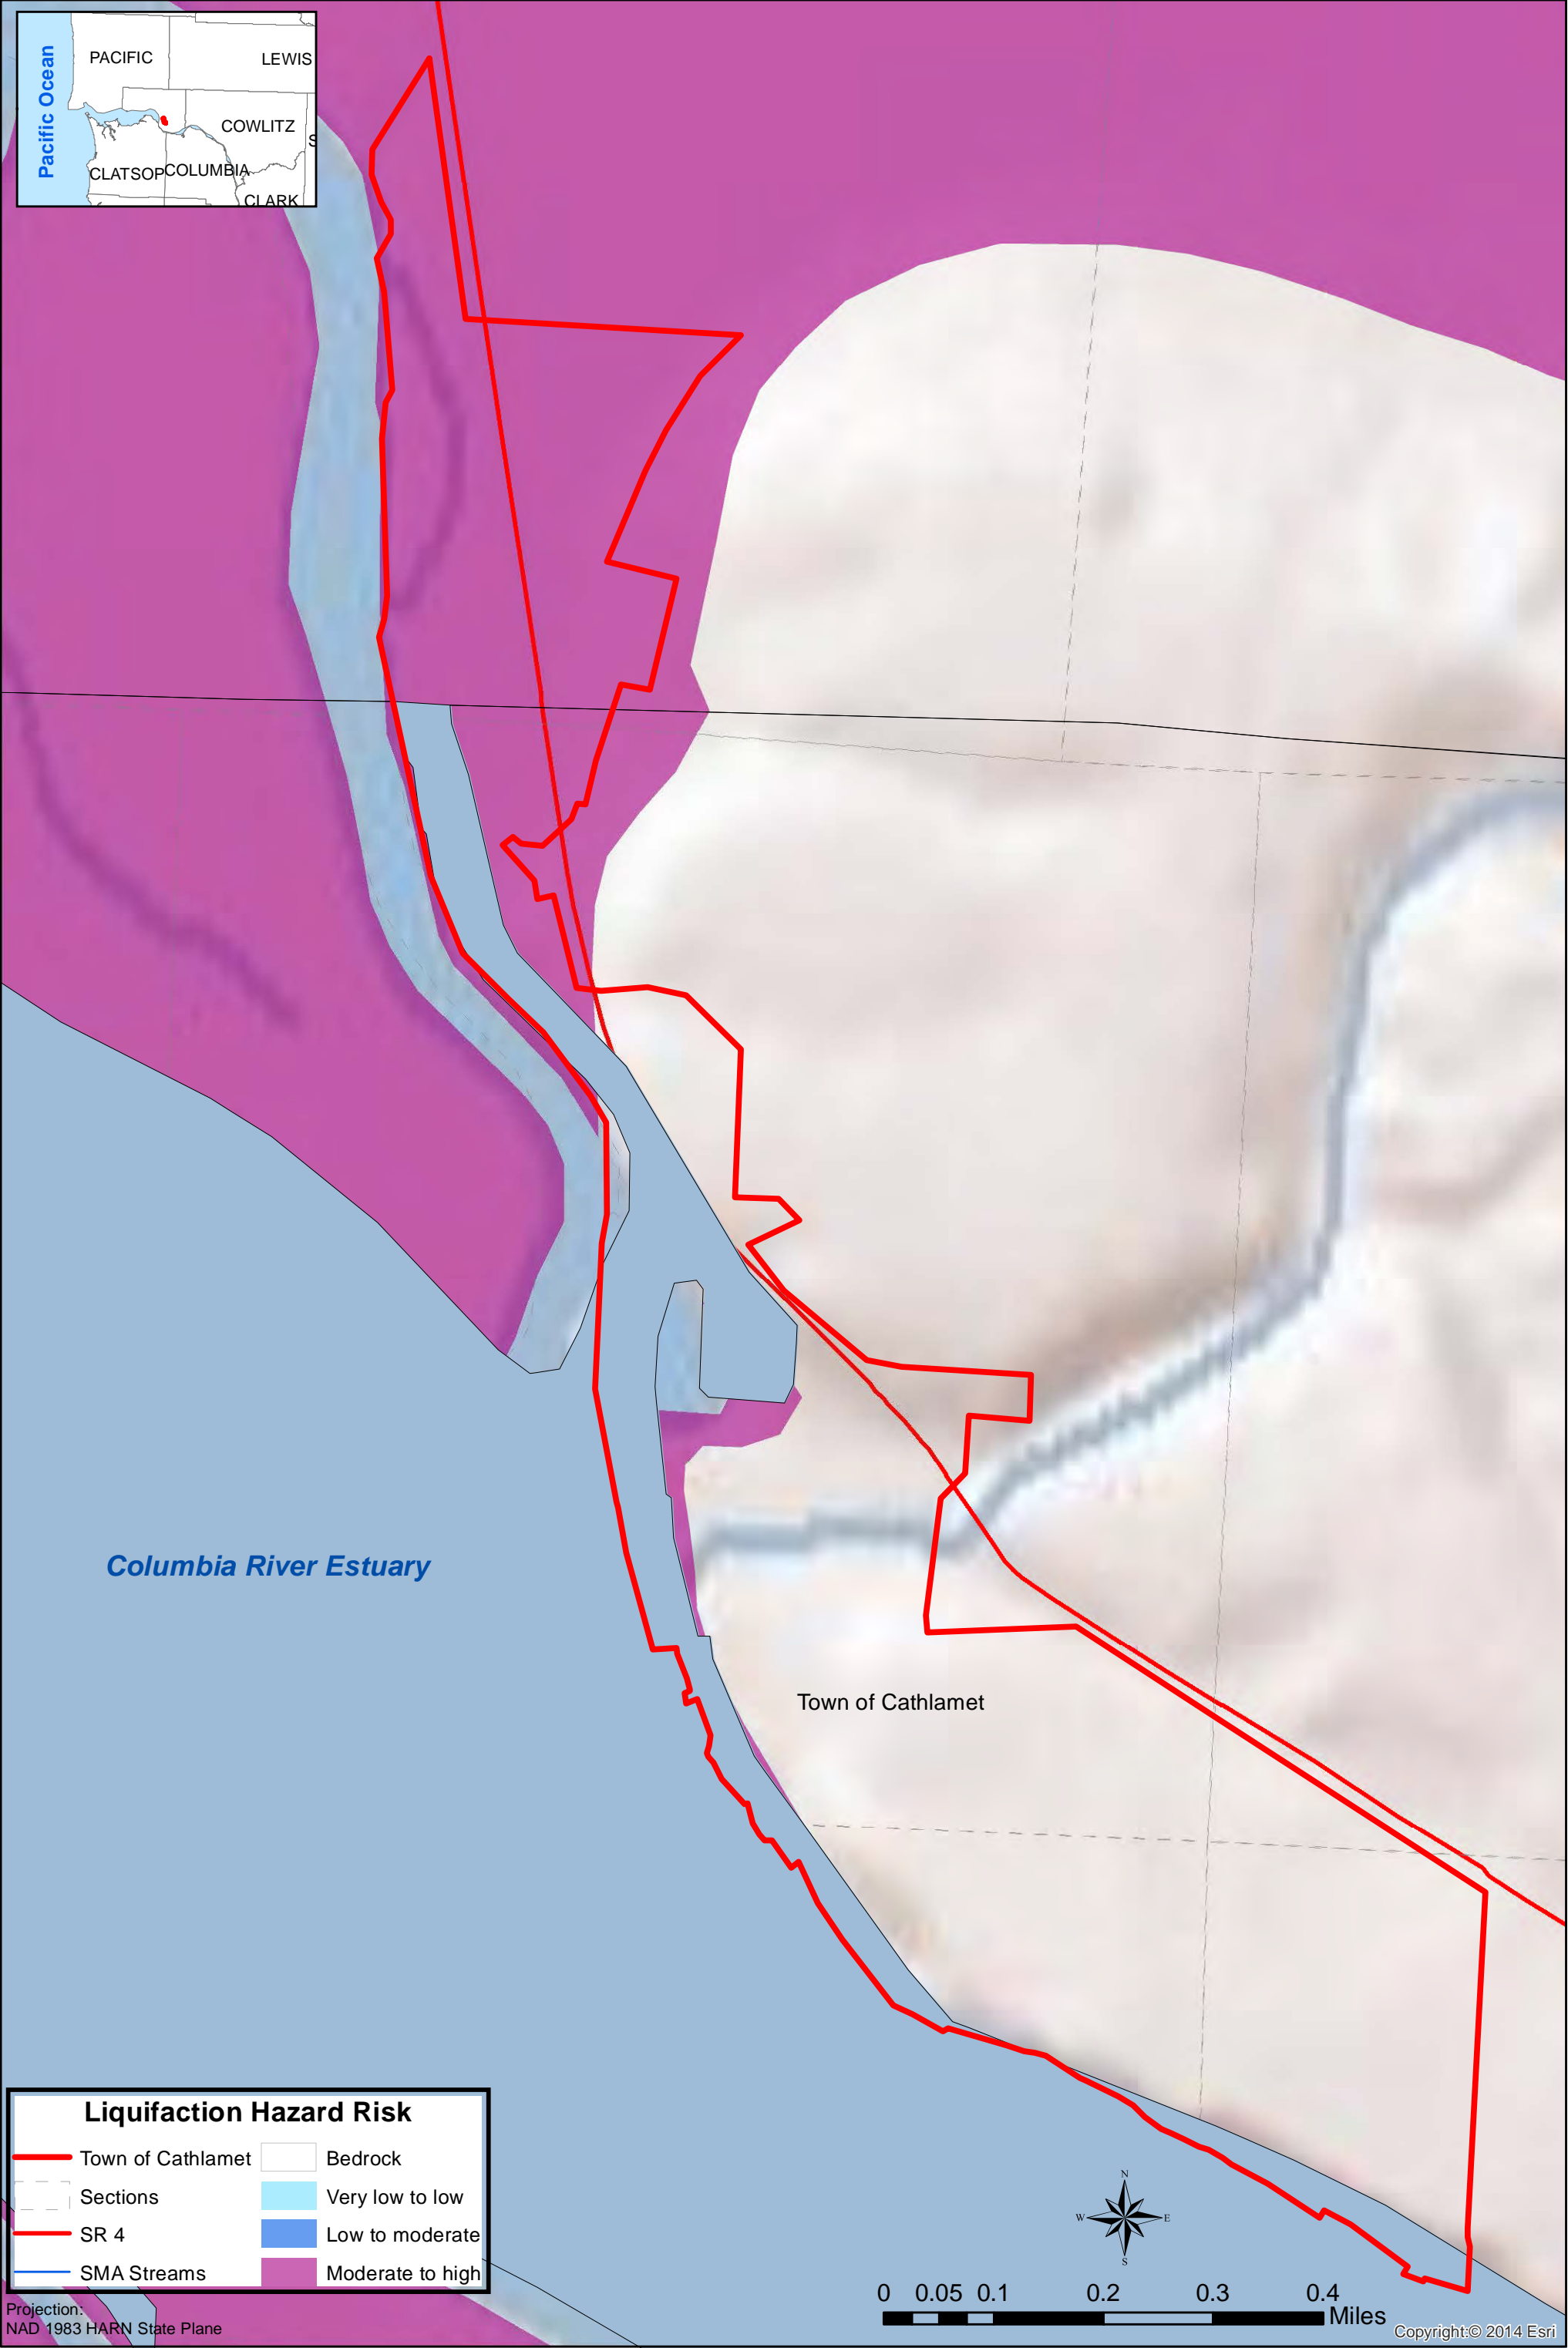 Pacific Ocean
PACIFIC
LEWIS
COWLITZ
S
CLATSOP
COLUMBIA
CLARK
Columbia River Estuary
Town of Cathlamet
Liquifaction Hazard Risk
Town of Cathlamet
Sections
SR 4
SMA Streams
Bedrock
Very low to low
Low to moderate
Moderate to high
Projection:
NAD 1983 HARN State Plane
N
W
E
S
0 0.05 0.1 0.2 0.3 0.4
Miles
Copyright:© 2014 Esri